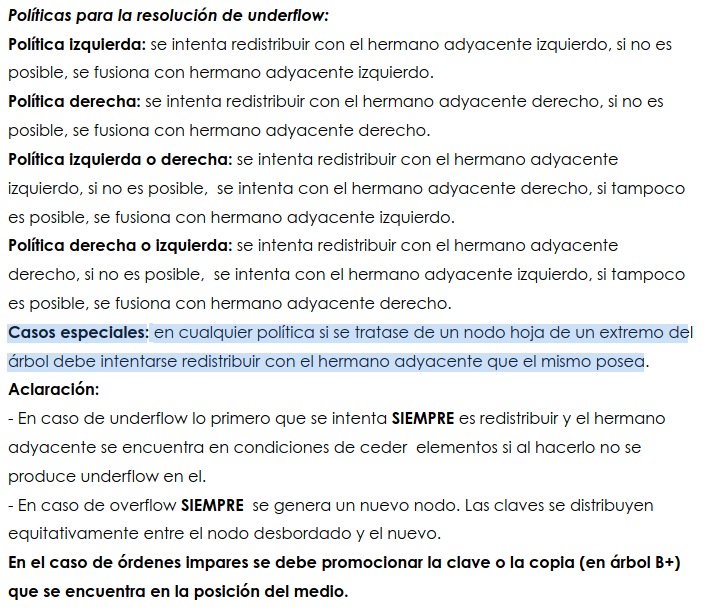 Políticas para la resolución de underflow:
Política izquierda: se intenta redistribuir con el hermano adyacente izquierdo, si no es
posible, se fusiona con hermano adyacente izquierdo.
Política derecha: se intenta redistribuir con el hermano adyacente derecho, si no es
posible, se fusiona con hermano adyacente derecho.
Política izquierda o derecha: se intenta redistribuir con el hermano adyacente
izquierdo, si no es posible,  se intenta con el hermano adyacente derecho, si tampoco
es posible, se fusiona con hermano adyacente izquierdo.
Política derecha o izquierda: se intenta redistribuir con el hermano adyacente
derecho, si no es posible,  se intenta con el hermano adyacente izquierdo, si tampoco
es posible, se fusiona con hermano adyacente derecho.
Casos especiales: en cualquier política si se tratase de un nodo hoja de un extremo del
árbol debe intentarse redistribuir con el hermano adyacente que el mismo posea.
Aclaración:
- En caso de underflow lo primero que se intenta SIEMPRE es redistribuir y el hermano
adyacente se encuentra en condiciones de ceder  elementos si al hacerlo no se
produce underflow en el.
- En caso de overflow SIEMPRE  se genera un nuevo nodo. Las claves se distribuyen
equitativamente entre el nodo desbordado y el nuevo.
En el caso de órdenes impares se debe promocionar la clave o la copia (en árbol B+)
que se encuentra en la posición del medio.